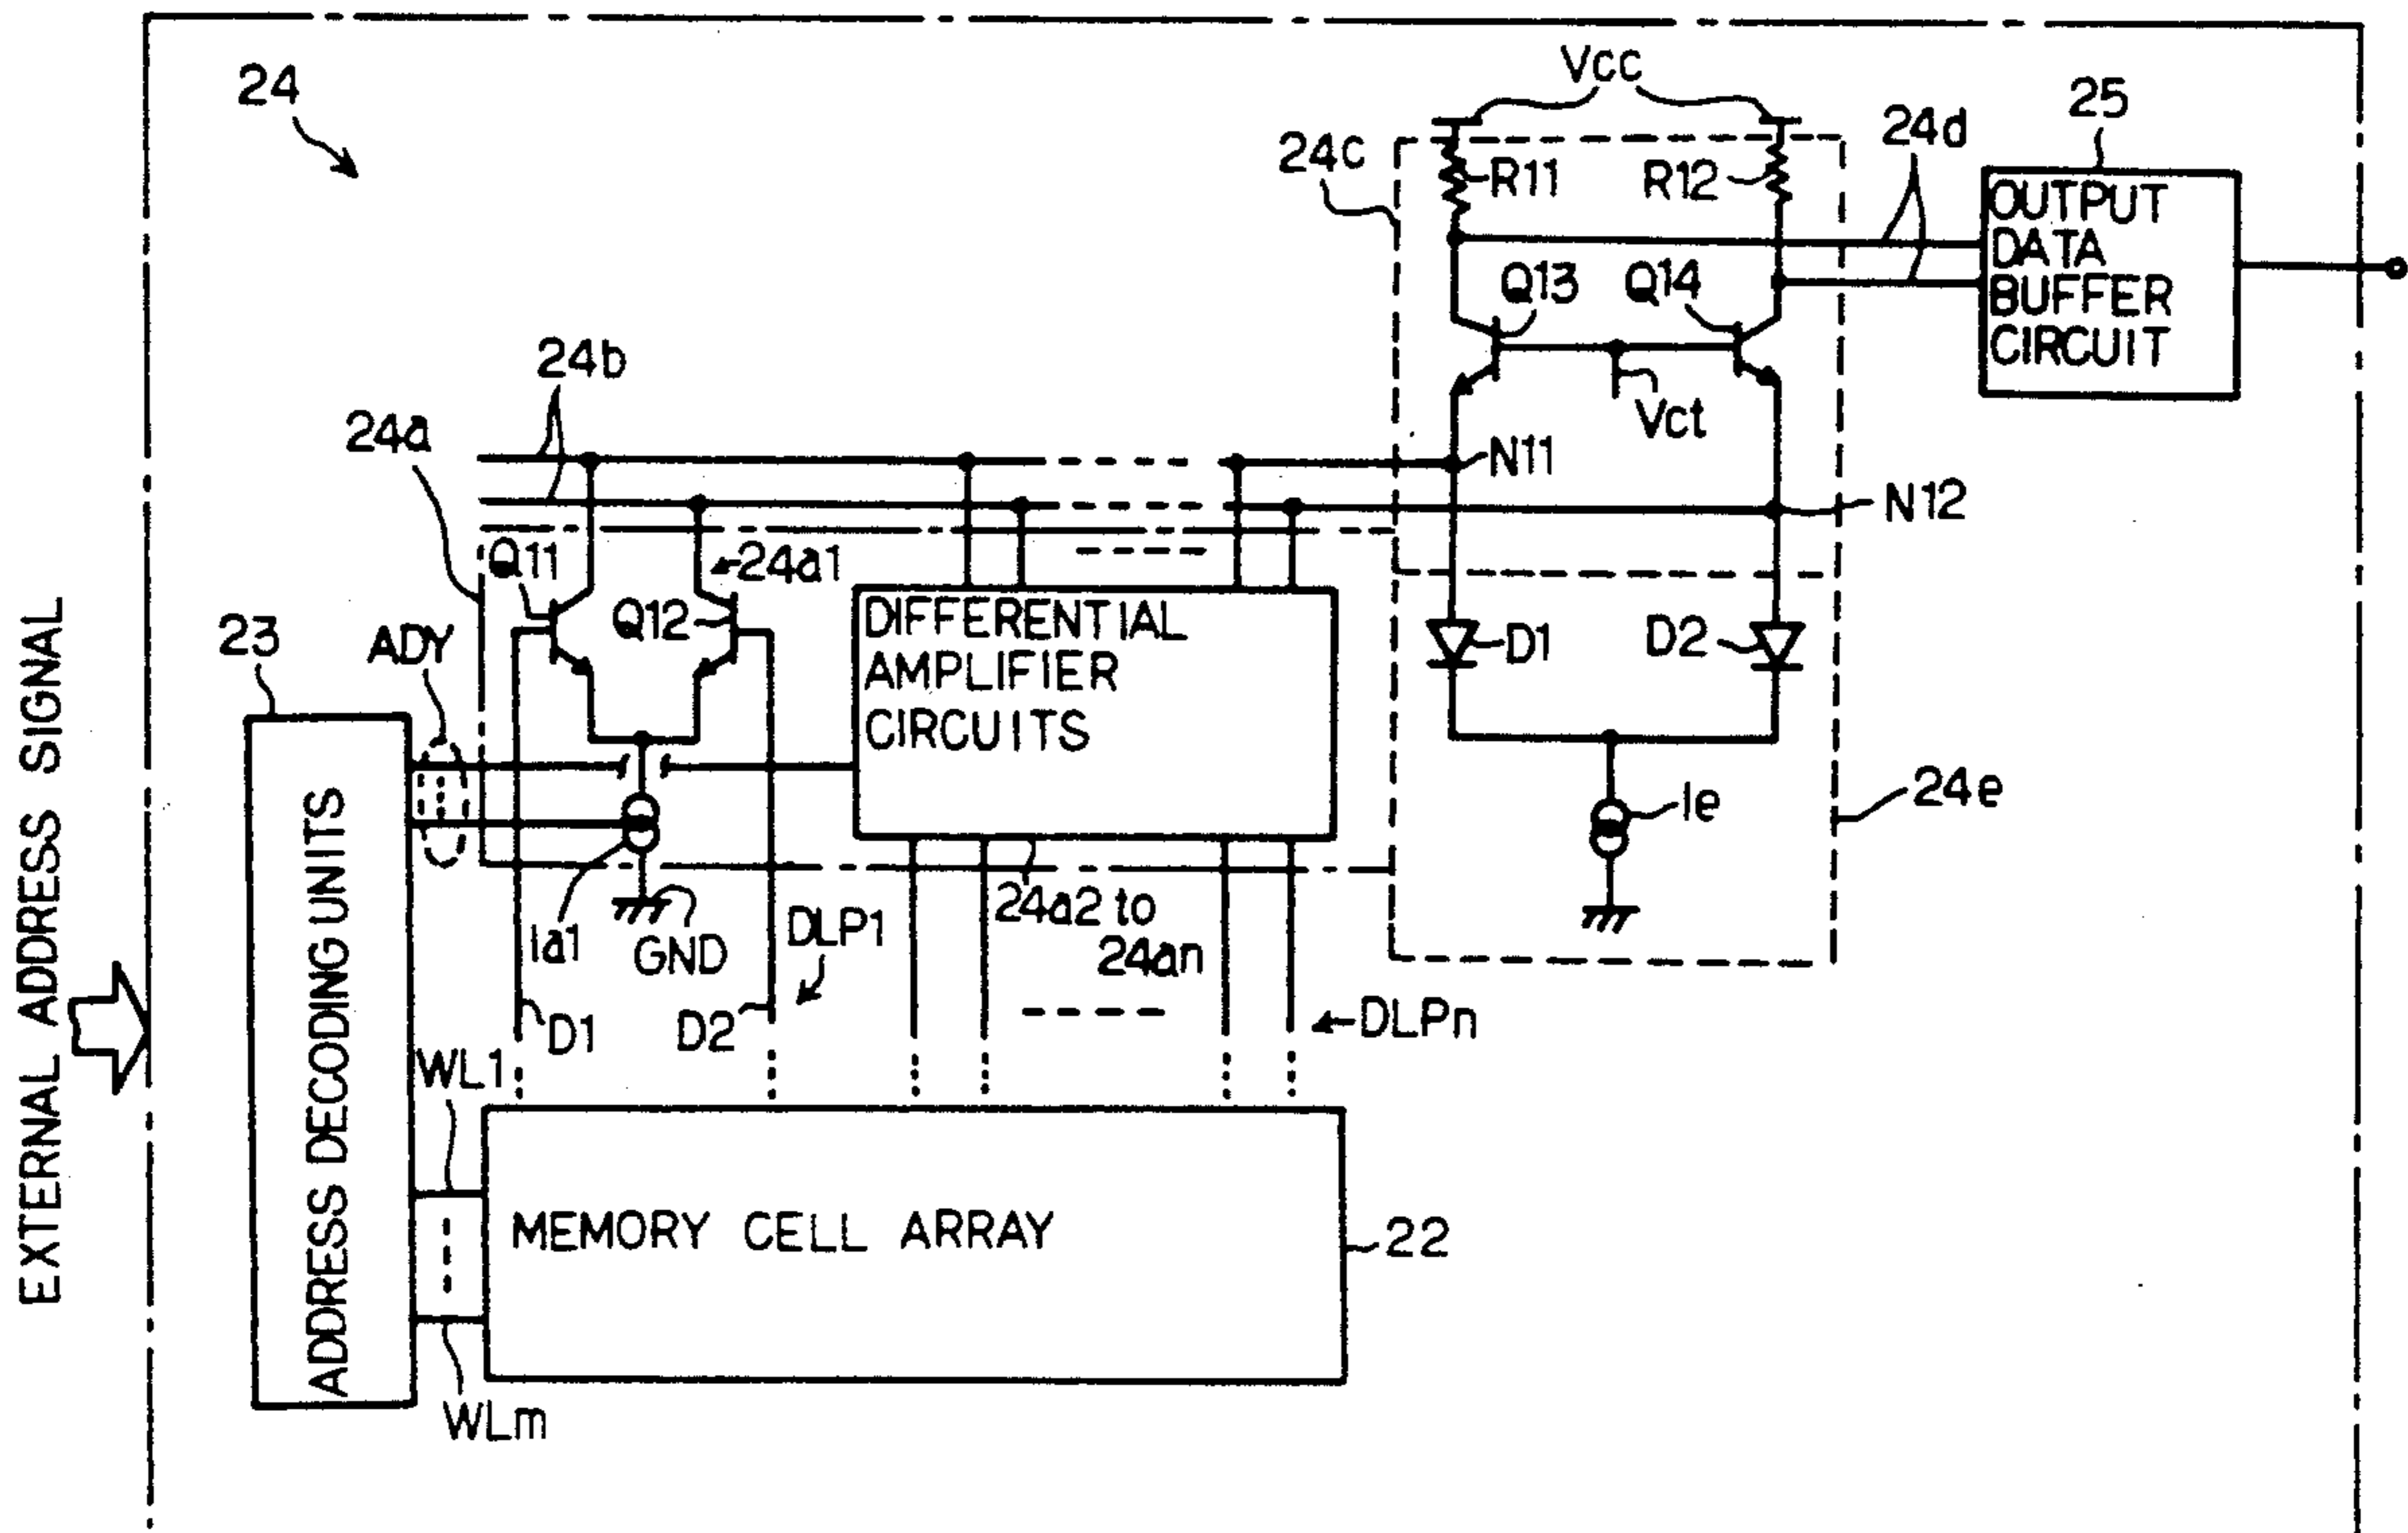 24
Vcc
25
24c
R11
R12
24d
OUTPUT
DATA
BUFFER
CIRCUIT
Q13
Q14
24b
Vct
24a
N11
N12
Q11
24a1
23
ADY
Q12
DIFFERENTIAL
AMPLIFIER
CIRCUITS
D1
D2
Ie
24e
EXTERNAL ADDRESS SIGNAL
ADDRESS DECODING UNITS
Ia1
GND
DLP1
24a2 to
24an
D1
D2
DLPn
WL1
MEMORY CELL ARRAY
22
WLm